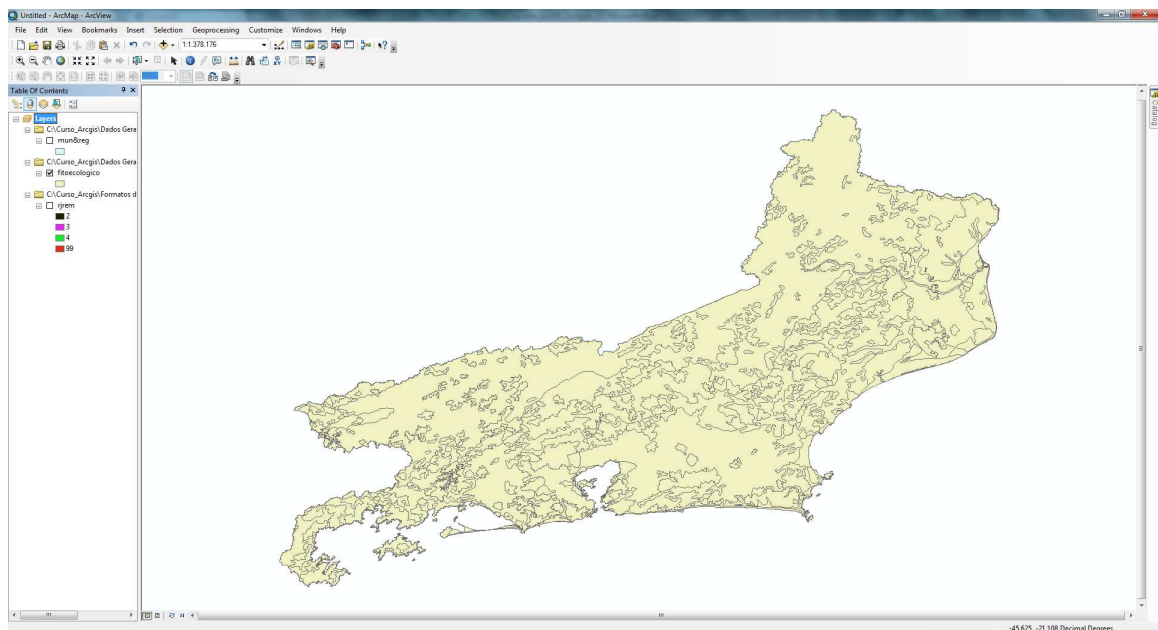 Untitled - ArcMap - ArcView
File Edit View Bookmarks Insert Selection Geoprocessing Customize Windows Help
1:1.378.176
Table Of Contents
Layers
C:\Curso_Arcgis\Dados Gera
mun&reg
C:\Curso_Arcgis\Dados Gera
fitoecologico
C:\Curso_Arcgis\Formatos d
rjrem
2
3
4
99
Catalog
-45,625 -21,108 Decimal Degrees